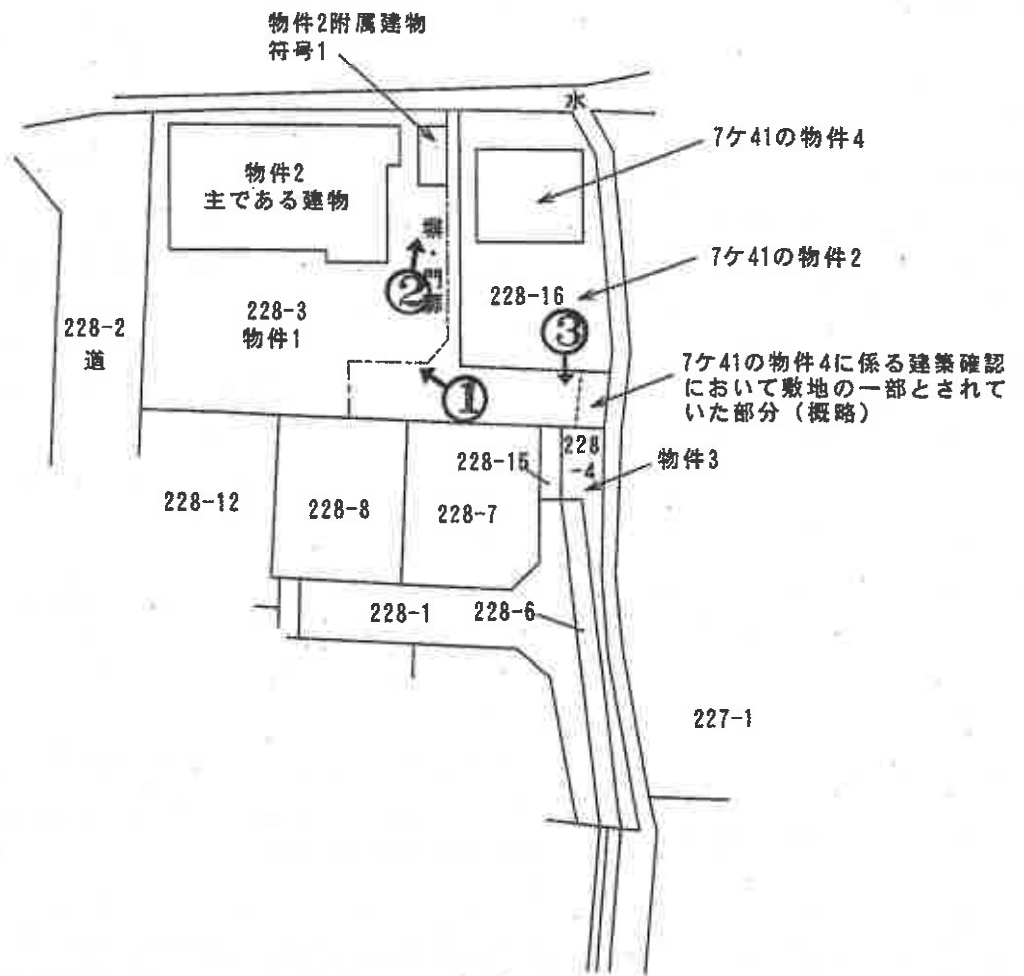 物件2附属建物
符号1
水
7ケ41の物件4
物件2
主である建物
塀・門扉
7ケ41の物件2
②
228-16
228-3
物件1
228-2
道
③
7ケ41の物件4に係る建築確認
において敷地の一部とされて
いた部分（概略）
①
228
-4
物件3
228-15
228-12
228-8
228-7
228-1
228-6
227-1